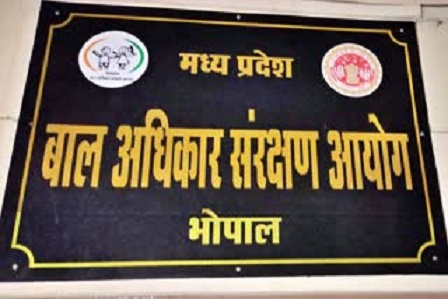 मध्य प्रदेश
बाल अधिकार संरक्षण आयोग
भोपाल